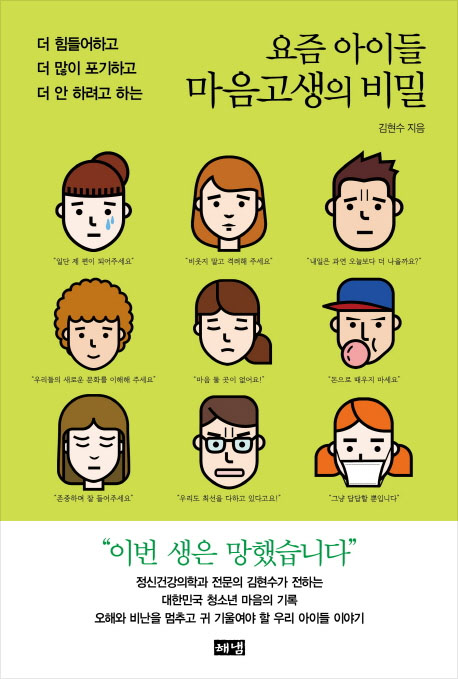 더 힘들어하고
더 많이 포기하고
더 안 하려고 하는
요즘 아이들
마음고생의 비밀
김현수 지음
"일단 제 편이 되어주세요"
"비웃지 말고 격려해 주세요"
"내일은 과연 오늘보다 더 나을까요?"
"우리들의 새로운 문화를 이해해 주세요"
"마음 둘 곳이 없어요!"
"돈으로 때우지 마세요"
"존중하며 잘 들어주세요"
"우리도 최선을 다하고 있다고요!"
"그냥 답답할 뿐입니다"
"이번 생은 망했습니다"
정신건강의학과 전문의 김현수가 전하는
대한민국 청소년 마음의 기록
오해와 비난을 멈추고 귀 기울여야 할 우리 아이들 이야기
해냄